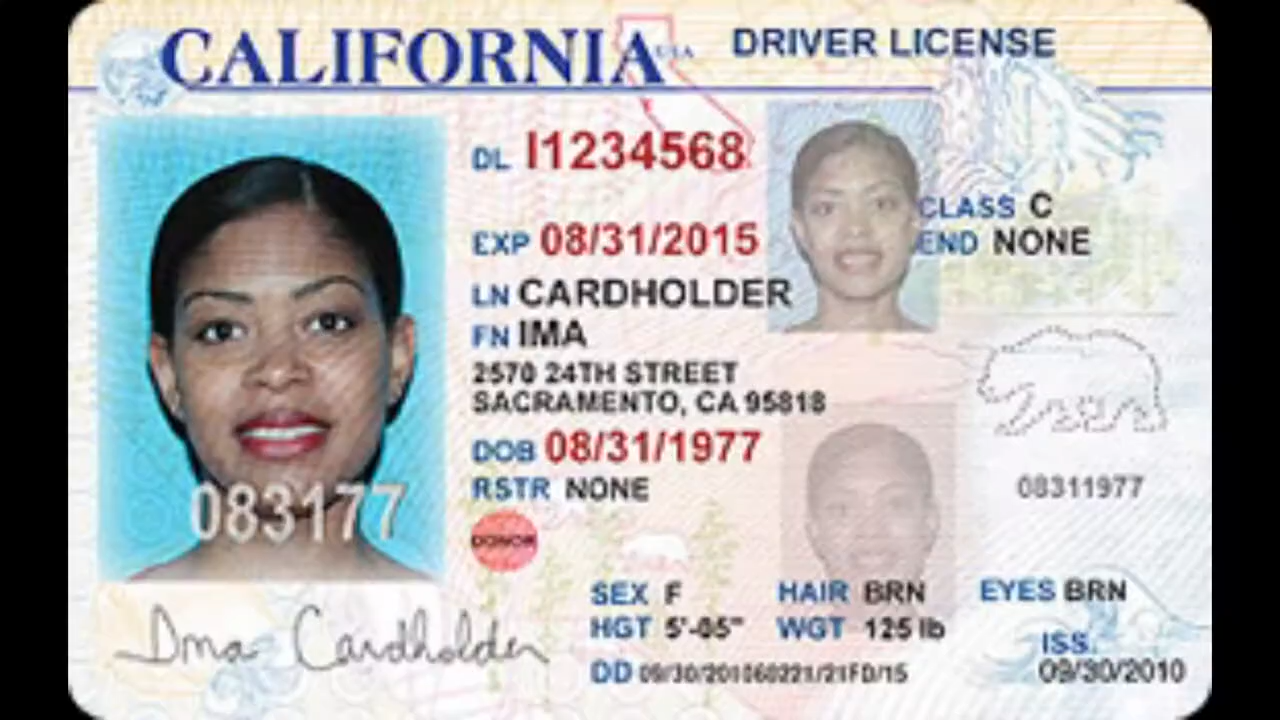 CALIFORNIA USA DRIVER LICENSE
DL I1234568
CLASS C
EXP 08/31/2015
END NONE
LN CARDHOLDER
FN IMA
2570 24TH STREET
SACRAMENTO, CA 95818
DOB 08/31/1977
RSTR NONE
08311977
083177
DONOR
SEX F HAIR BRN EYES BRN
HGT 5'-05" WGT 125 lb
ISS.
DD 09/30/201060221/21FD/15 09/30/2010
Ima Cardholder